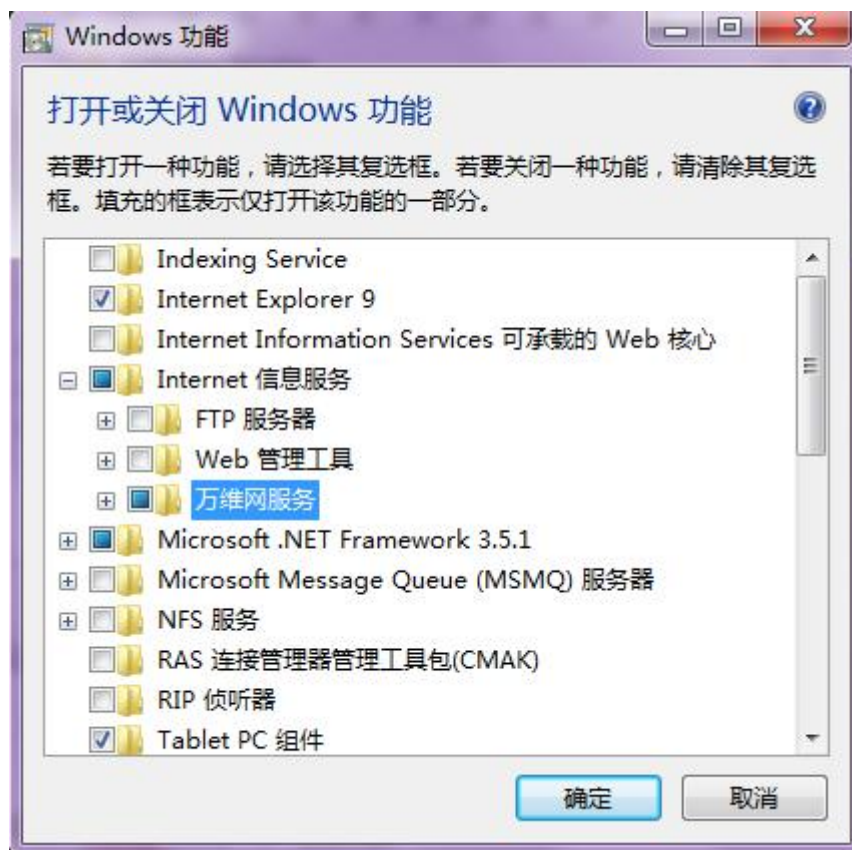 Windows 功能
打开或关闭 Windows 功能
若要打开一种功能，请选择其复选框。若要关闭一种功能，请清除其复选
框。填充的框表示仅打开该功能的一部分。
Indexing Service
Internet Explorer 9
Internet Information Services 可承载的 Web 核心
Internet 信息服务
FTP 服务器
Web 管理工具
万维网服务
Microsoft .NET Framework 3.5.1
Microsoft Message Queue (MSMQ) 服务器
NFS 服务
RAS 连接管理器管理工具包(CMAK)
RIP 侦听器
Tablet PC 组件
确定
取消